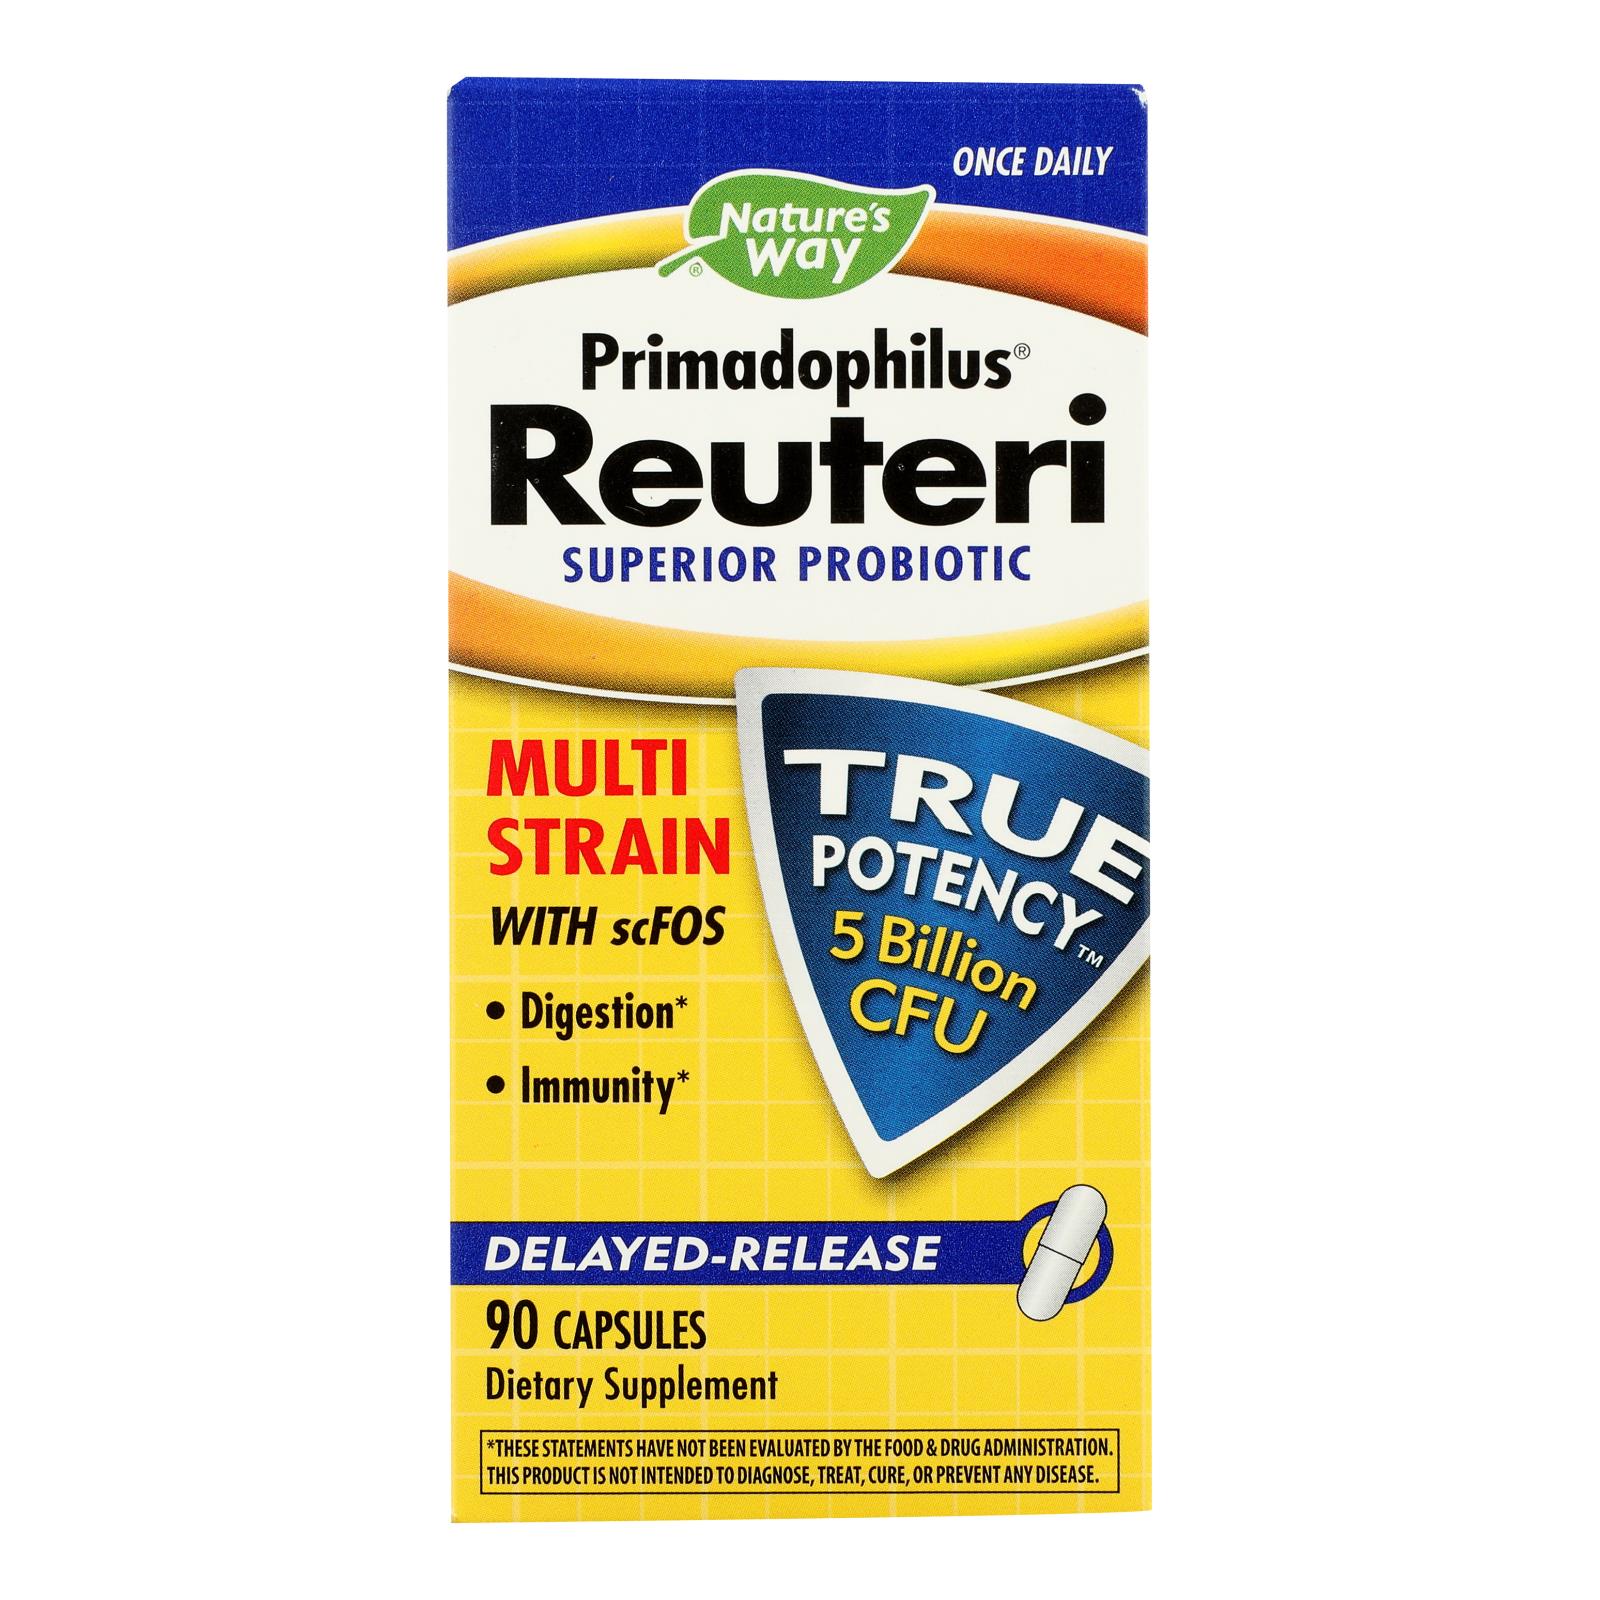 ONCE DAILY
Nature's
Way®
Primadophilus®
Reuteri
SUPERIOR PROBIOTIC
MULTI
STRAIN
WITH scFOS
• Digestion*
• Immunity*
TRUE
POTENCY™
5 Billion
CFU
DELAYED-RELEASE
90 CAPSULES
Dietary Supplement
*THESE STATEMENTS HAVE NOT BEEN EVALUATED BY THE FOOD & DRUG ADMINISTRATION.
THIS PRODUCT IS NOT INTENDED TO DIAGNOSE, TREAT, CURE, OR PREVENT ANY DISEASE.